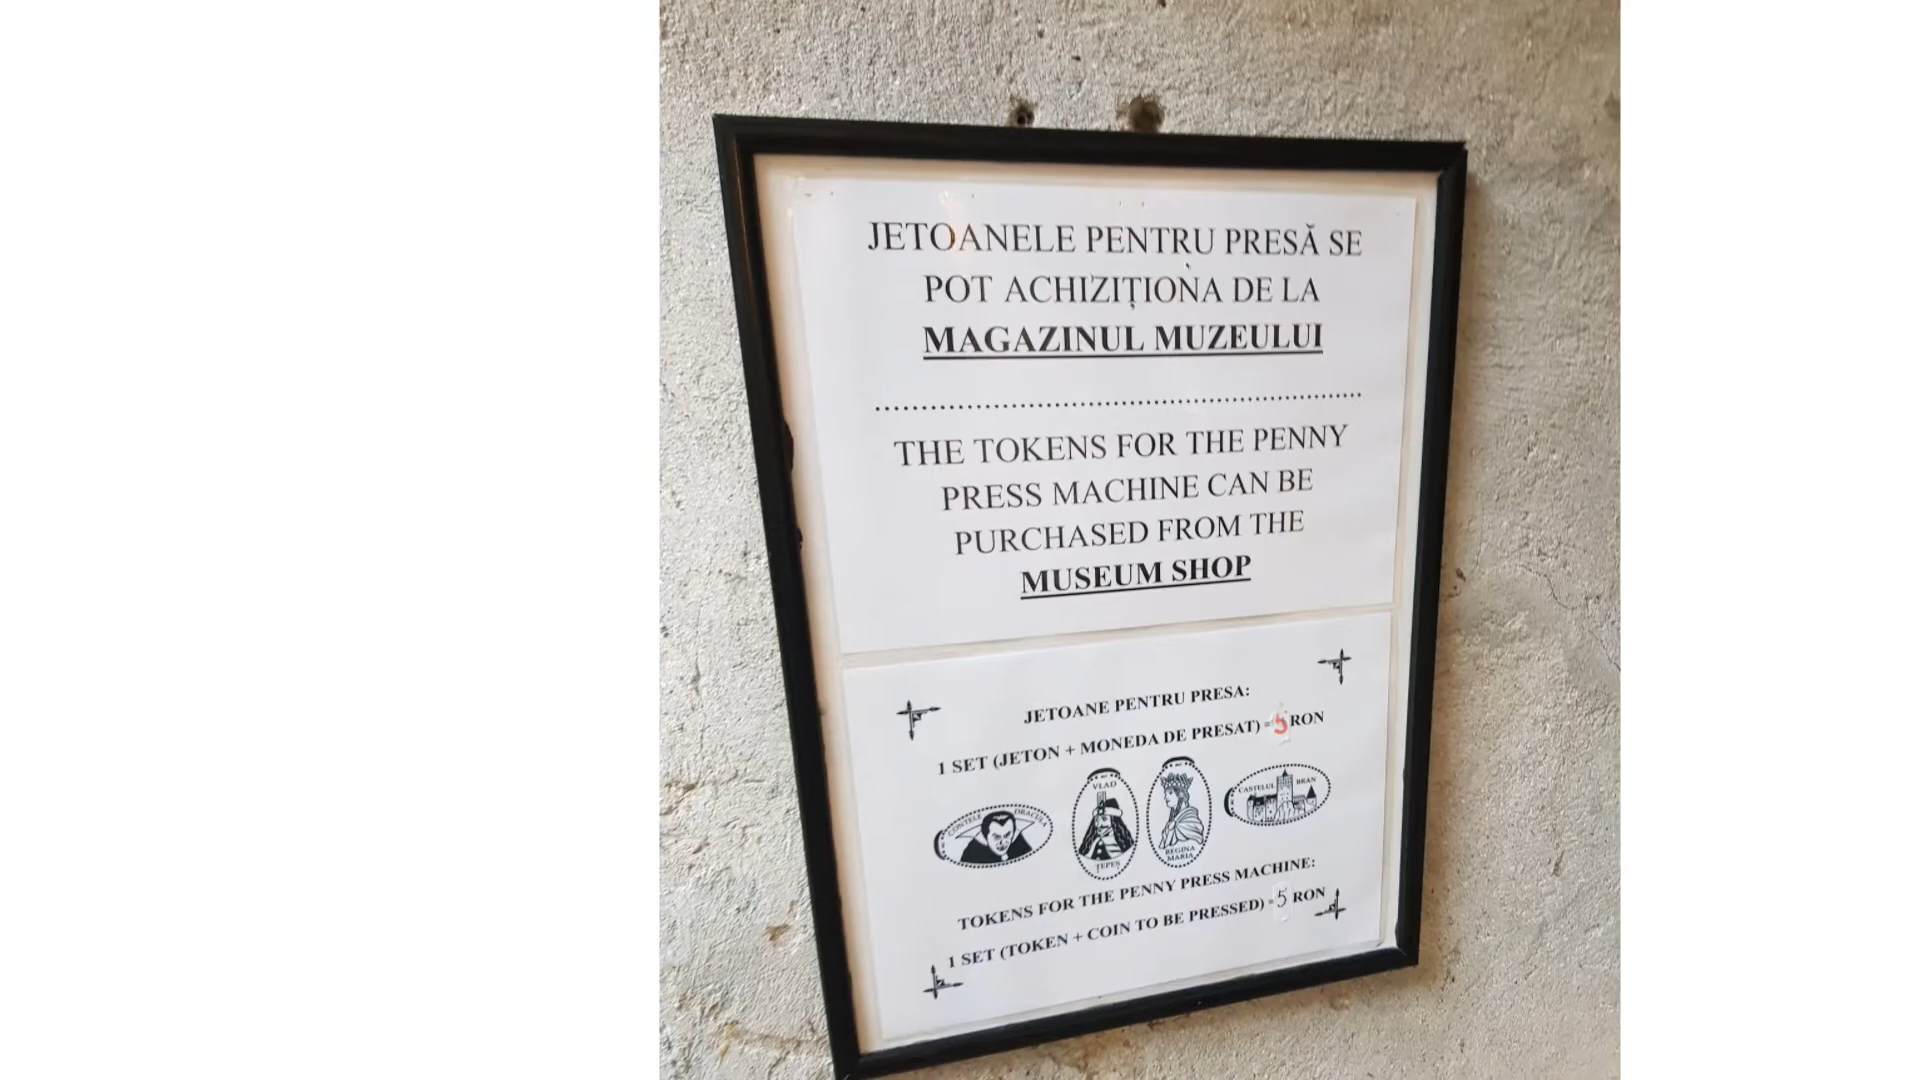 JETOANELE PENTRU PRESĂ SE
POT ACHIZIȚIONA DE LA
MAGAZINUL MUZEULUI
THE TOKENS FOR THE PENNY
PRESS MACHINE CAN BE
PURCHASED FROM THE
MUSEUM SHOP
JETOANE PENTRU PRESA:
1 SET (JETON + MONEDA DE PRESAT) = 5 RON
CONTELE DRACULA
VLAD
ȚEPEȘ
REGINA
MARIA
CASTELUL BRAN
TOKENS FOR THE PENNY PRESS MACHINE:
1 SET (TOKEN + COIN TO BE PRESSED) = 5 RON